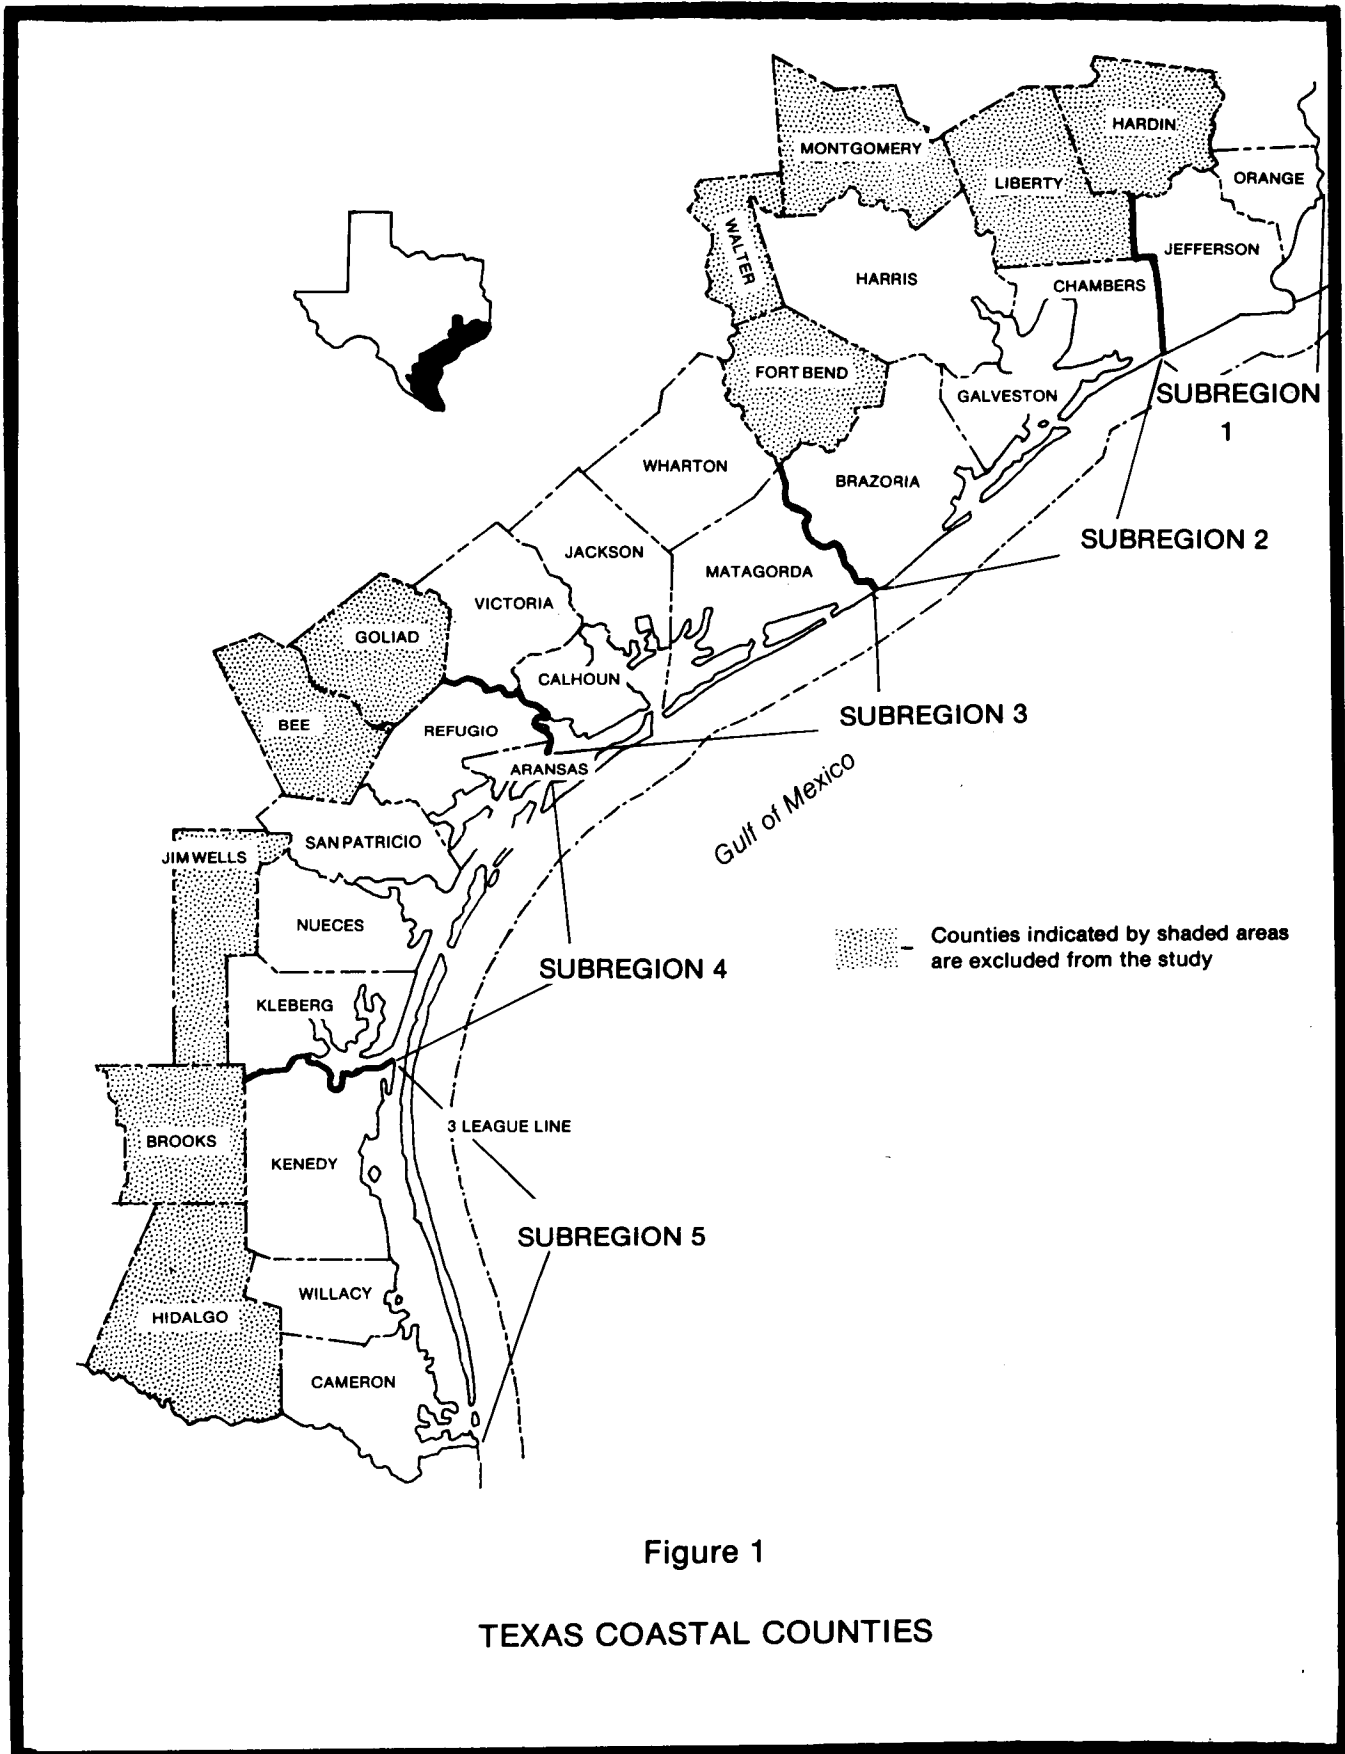 HARDIN
MONTGOMERY
LIBERTY
ORANGE
WALTER
JEFFERSON
HARRIS
CHAMBERS
FORT BEND
GALVESTON
SUBREGION
1
WHARTON
BRAZORIA
SUBREGION 2
JACKSON
MATAGORDA
VICTORIA
GOLIAD
CALHOUN
SUBREGION 3
BEE
REFUGIO
ARANSAS
Gulf of Mexico
SAN PATRICIO
JIM WELLS
NUECES
Counties indicated by shaded areas
are excluded from the study
SUBREGION 4
KLEBERG
3 LEAGUE LINE
BROOKS
KENEDY
SUBREGION 5
WILLACY
HIDALGO
CAMERON
Figure 1
TEXAS COASTAL COUNTIES